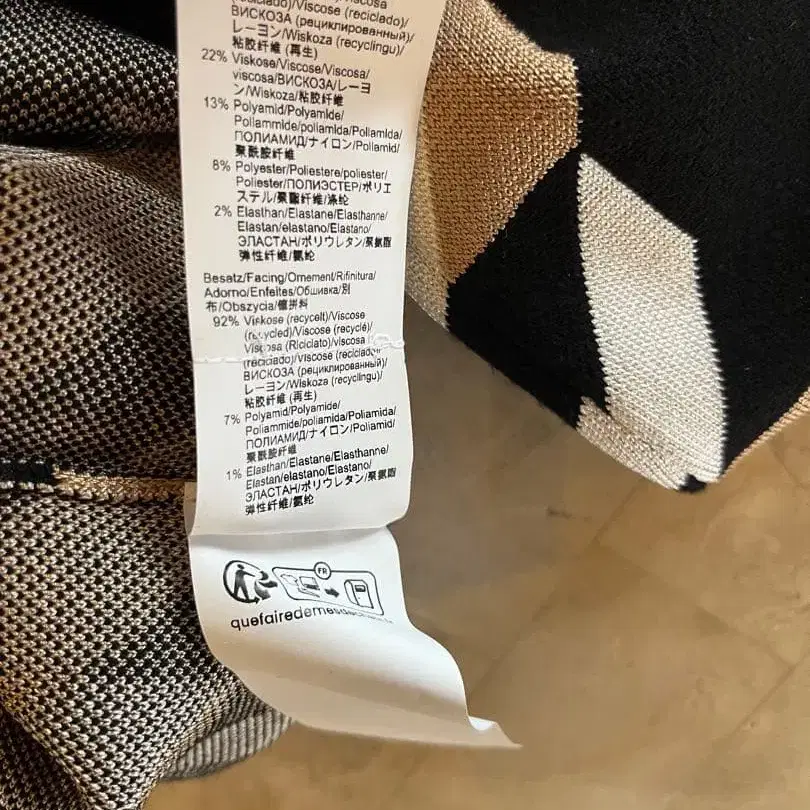 reciclado)/Viscose (reciclado)/
ВИСКОЗА (рециклированный)/
レーヨン/Wiskoza (recyclingu)/
粘胶纤维 (再生)
22% Viskose/Viscose/Viscosa/
viscosa/ВИСКОЗА/レーヨ
ン/Wiskoza/粘胶纤维
13% Polyamid/Polyamide/
Poliammide/poliamida/Poliamida/
ПОЛИАМИД/ナイロン/Poliamid/
聚酰胺纤维
8% Polyester/Poliestere/poliester/
Poliester/ПОЛИЭСТЕР/ポリエ
ステル/聚酯纤维/涤纶
2% Elasthan/Elastane/Elasthanne/
Elastan/elastano/Elastano/
ЭЛАСТАН/ポリウレタン/聚氨酯
弹性纤维/氨纶
Besatz/Facing/Ornement/Rifinitura/
Adorno/Enfeites/Обшивка/別
布/Obszycia/镶拼料
92% Viskose (recycelt)/Viscose
(recycled)/Viscose (recyclé)/
Viscosa (Riciclato)/viscosa
(reciclado)/Viscose (reciclado)/
ВИСКОЗА (рециклированный)/
レーヨン/Wiskoza (recyclingu)/
粘胶纤维 (再生)
7% Polyamid/Polyamide/
Poliammide/poliamida/Poliamida/
ПОЛИАМИД/ナイロン/Poliamid/
聚酰胺纤维
1% Elasthan/Elastane/Elasthanne/
Elastan/elastano/Elastano/
ЭЛАСТАН/ポリウレタン/聚氨酯
弹性纤维/氨纶
FR
quefairedemesdechets.fr